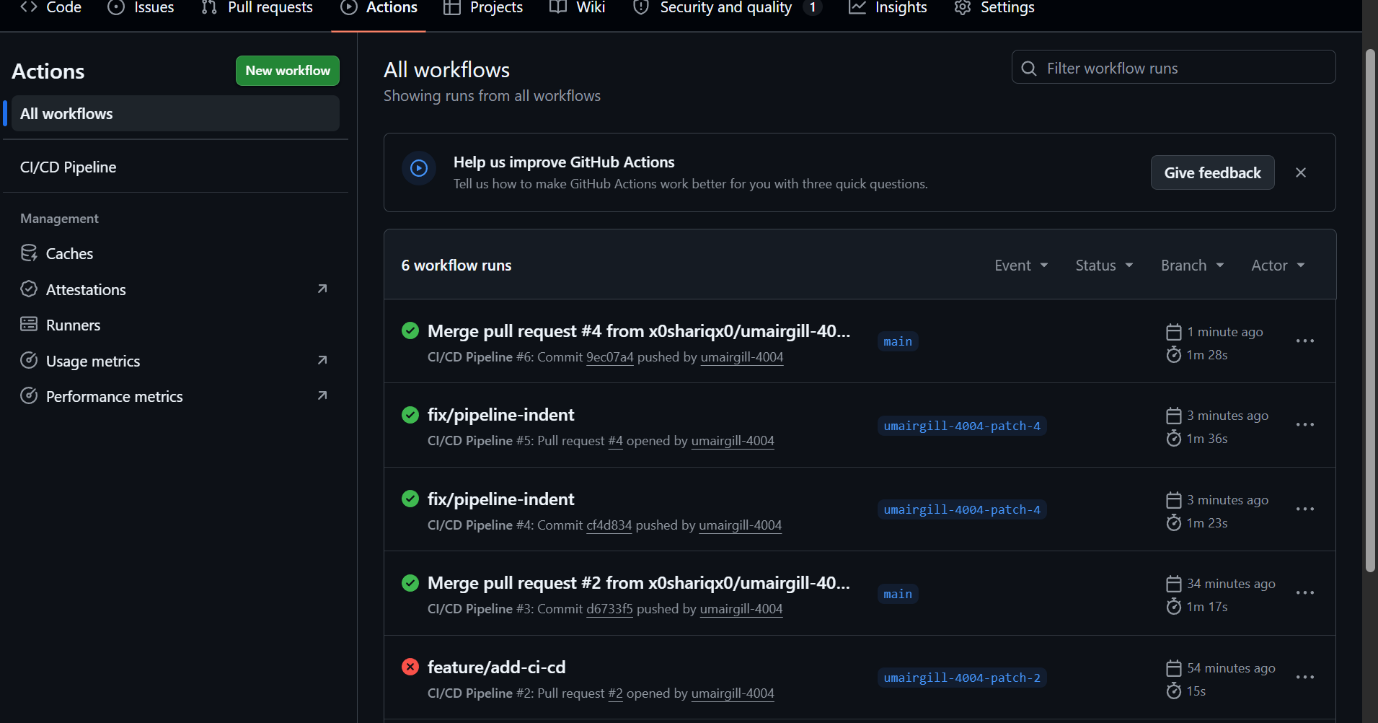 Code
Issues
Pull requests
Actions
Projects
Wiki
Security and quality 1
Insights
Settings
Actions
New workflow
All workflows
CI/CD Pipeline
Management
Caches
Attestations
Runners
Usage metrics
Performance metrics
All workflows
Showing runs from all workflows
Filter workflow runs
Help us improve GitHub Actions
Tell us how to make GitHub Actions work better for you with three quick questions.
Give feedback
6 workflow runs
Event
Status
Branch
Actor
Merge pull request #4 from x0shariqx0/umairgill-40...
CI/CD Pipeline #6: Commit 9ec07a4 pushed by umairgill-4004
main
1 minute ago
1m 28s
fix/pipeline-indent
CI/CD Pipeline #5: Pull request #4 opened by umairgill-4004
umairgill-4004-patch-4
3 minutes ago
1m 36s
fix/pipeline-indent
CI/CD Pipeline #4: Commit cf4d834 pushed by umairgill-4004
umairgill-4004-patch-4
3 minutes ago
1m 23s
Merge pull request #2 from x0shariqx0/umairgill-40...
CI/CD Pipeline #3: Commit d6733f5 pushed by umairgill-4004
main
34 minutes ago
1m 17s
feature/add-ci-cd
CI/CD Pipeline #2: Pull request #2 opened by umairgill-4004
umairgill-4004-patch-2
54 minutes ago
15s